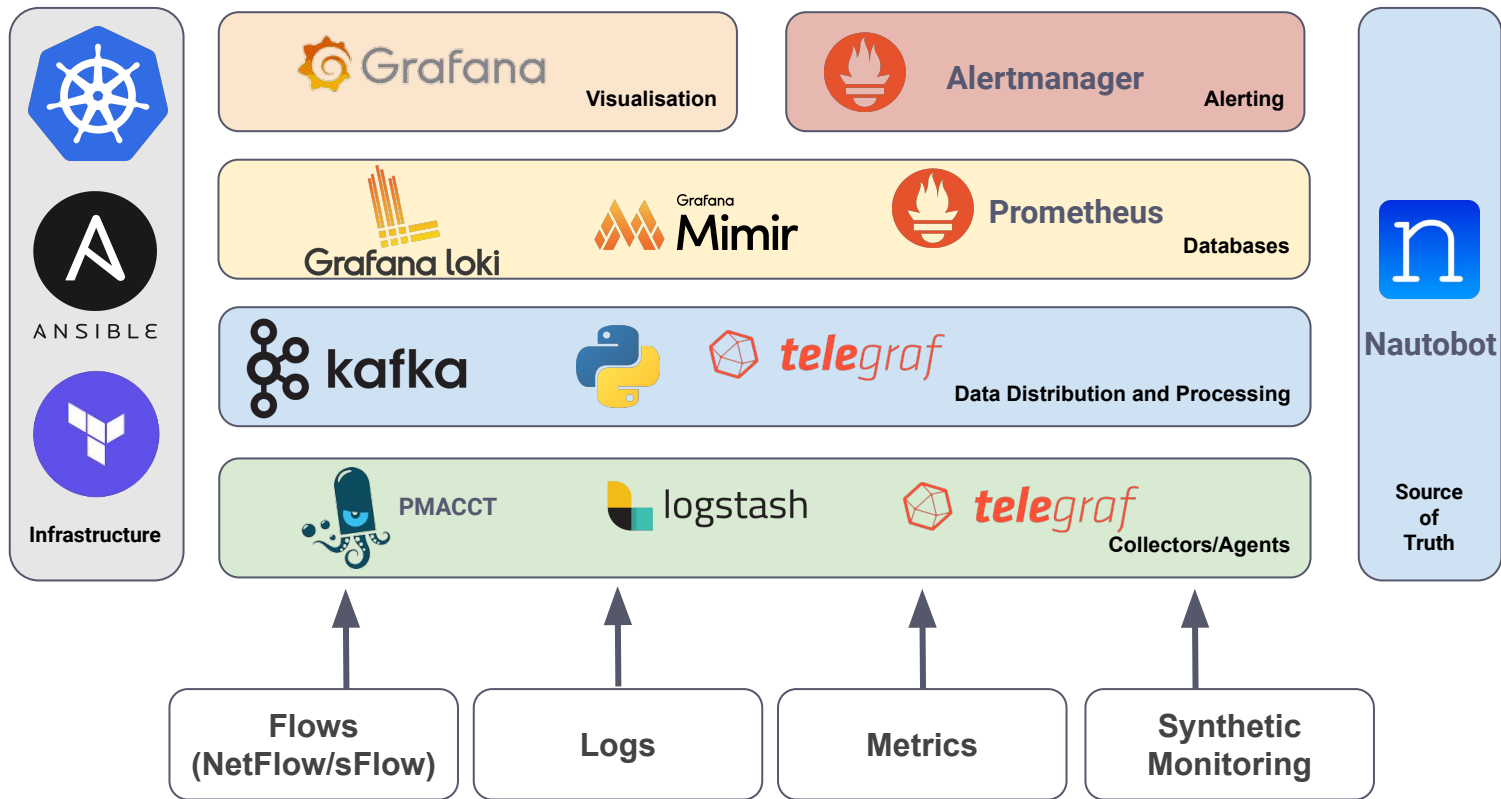 Grafana
Visualisation
Alertmanager
Alerting
Grafana loki
Grafana
Mimir
Prometheus
Databases
ANSIBLE
kafka
telegraf
Data Distribution and Processing
n
Nautobot
PMACCT
logstash
telegraf
Collectors/Agents
Infrastructure
Source
of
Truth
Flows
(NetFlow/sFlow)
Logs
Metrics
Synthetic
Monitoring